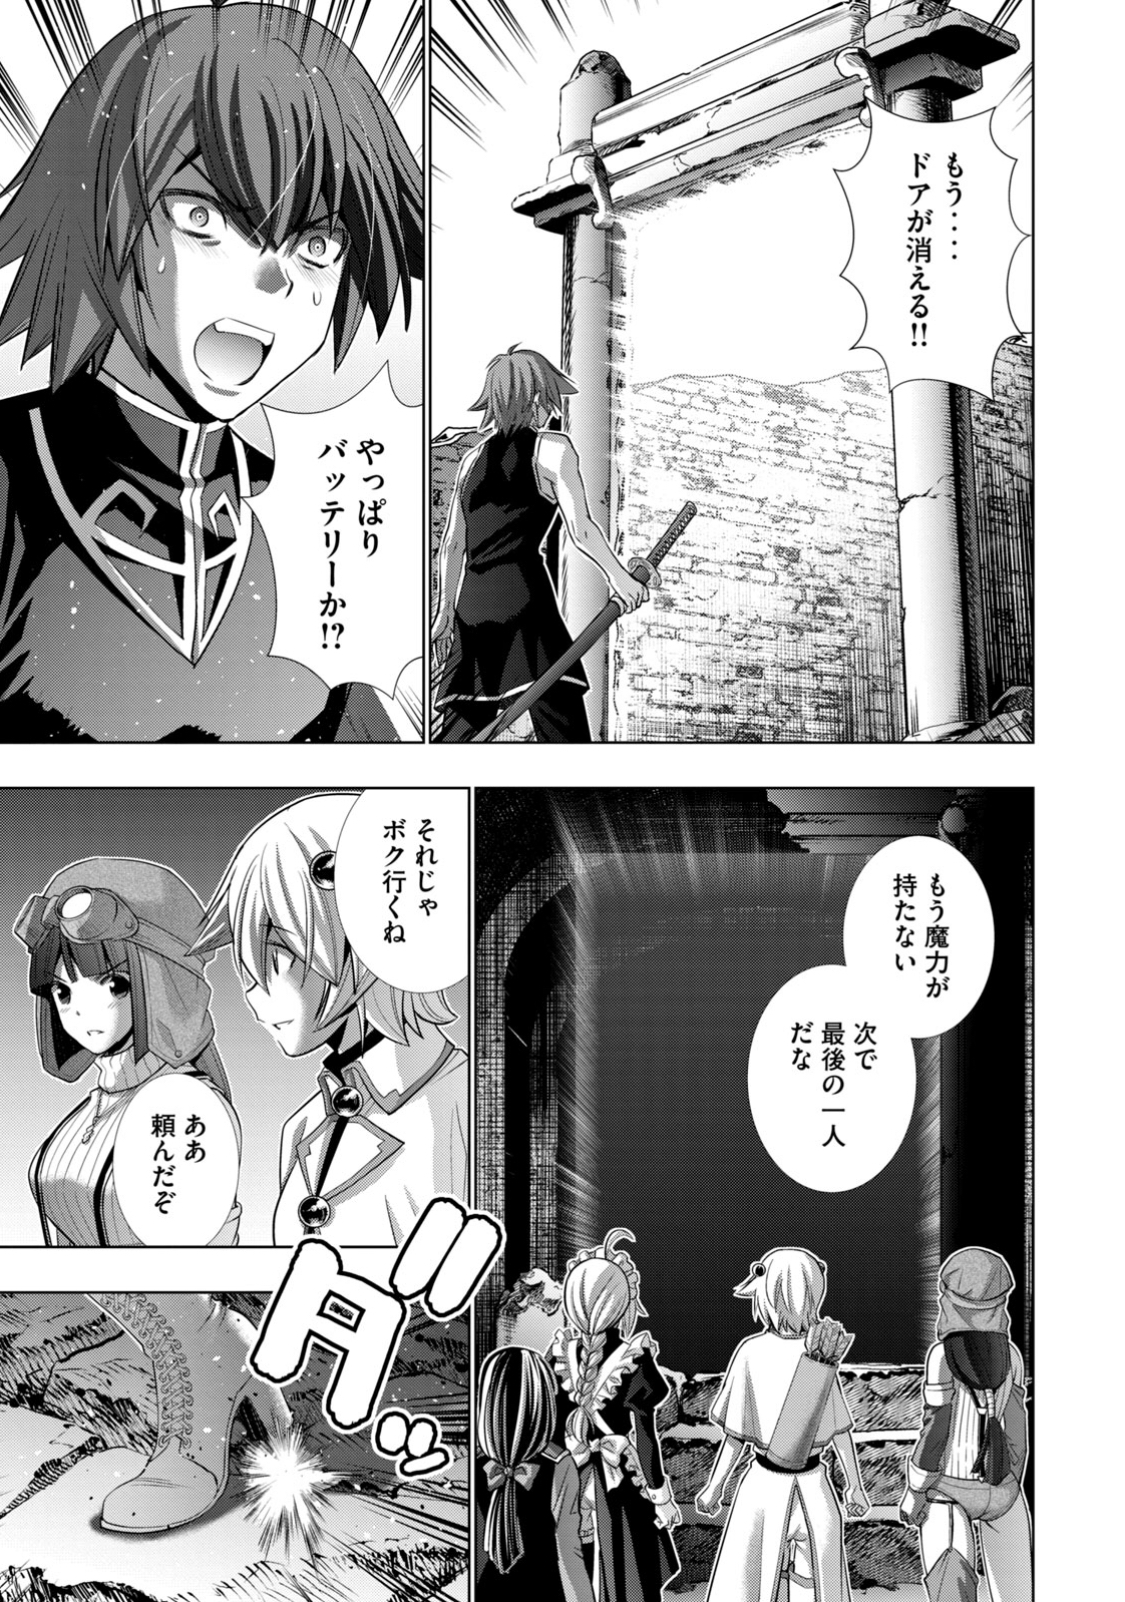 もう‥‥
ドアが消える!!
やっぱり
バッテリーか!?
もう魔力が
持たない
次で
最後の一人
だな
それじゃ
ボク行くね
ああ
頼んだぞ
ダッ